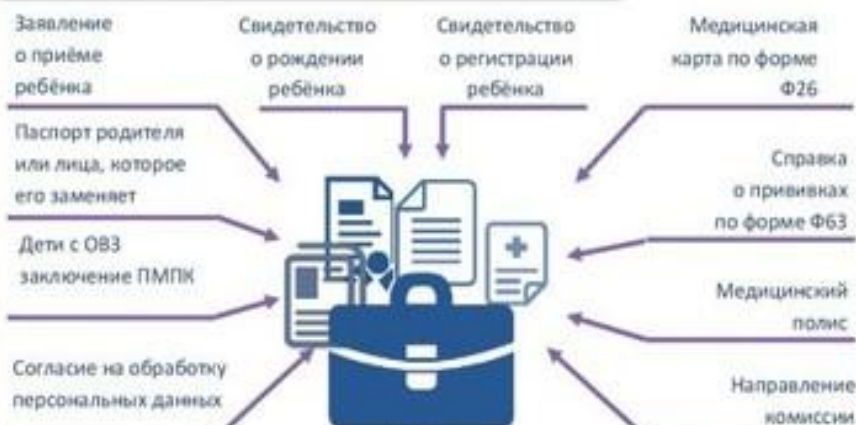 Заявление
о приёме
ребёнка
Свидетельство
о рождении
ребёнка
Свидетельство
о регистрации
ребёнка
Медицинская
карта по форме
Ф26
Паспорт родителя
или лица, которое
его заменяет
Справка
о прививках
по форме Ф63
Дети с ОВЗ
заключение ПМПК
Медицинский
полис
Согласие на обработку
персональных данных
Направление
комиссии